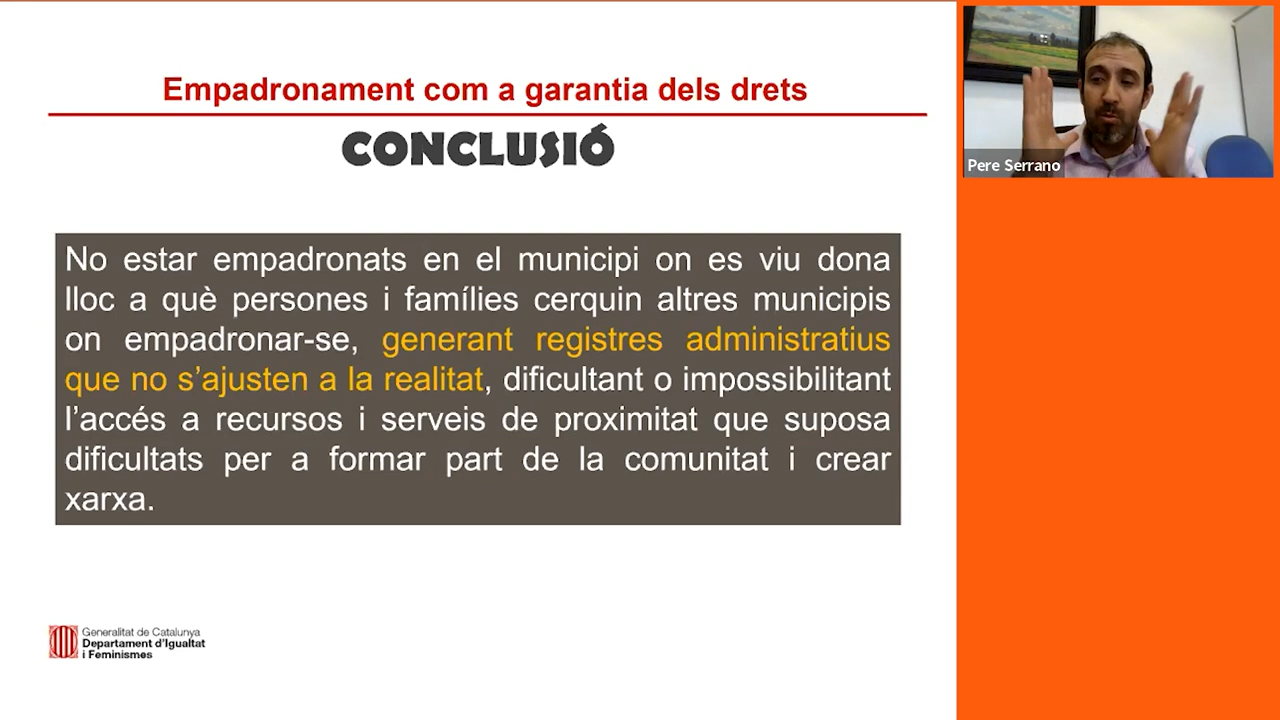 Empadronament com a garantia dels drets
CONCLUSIÓ
No estar empadronats en el municipi on es viu dona
lloc a què persones i famílies cerquin altres municipis
on empadronar-se, generant registres administratius
que no s’ajusten a la realitat, dificultant o impossibilitant
l’accés a recursos i serveis de proximitat que suposa
dificultats per a formar part de la comunitat i crear
xarxa.
Generalitat de Catalunya
Departament d’Igualtat
i Feminismes
Pere Serrano